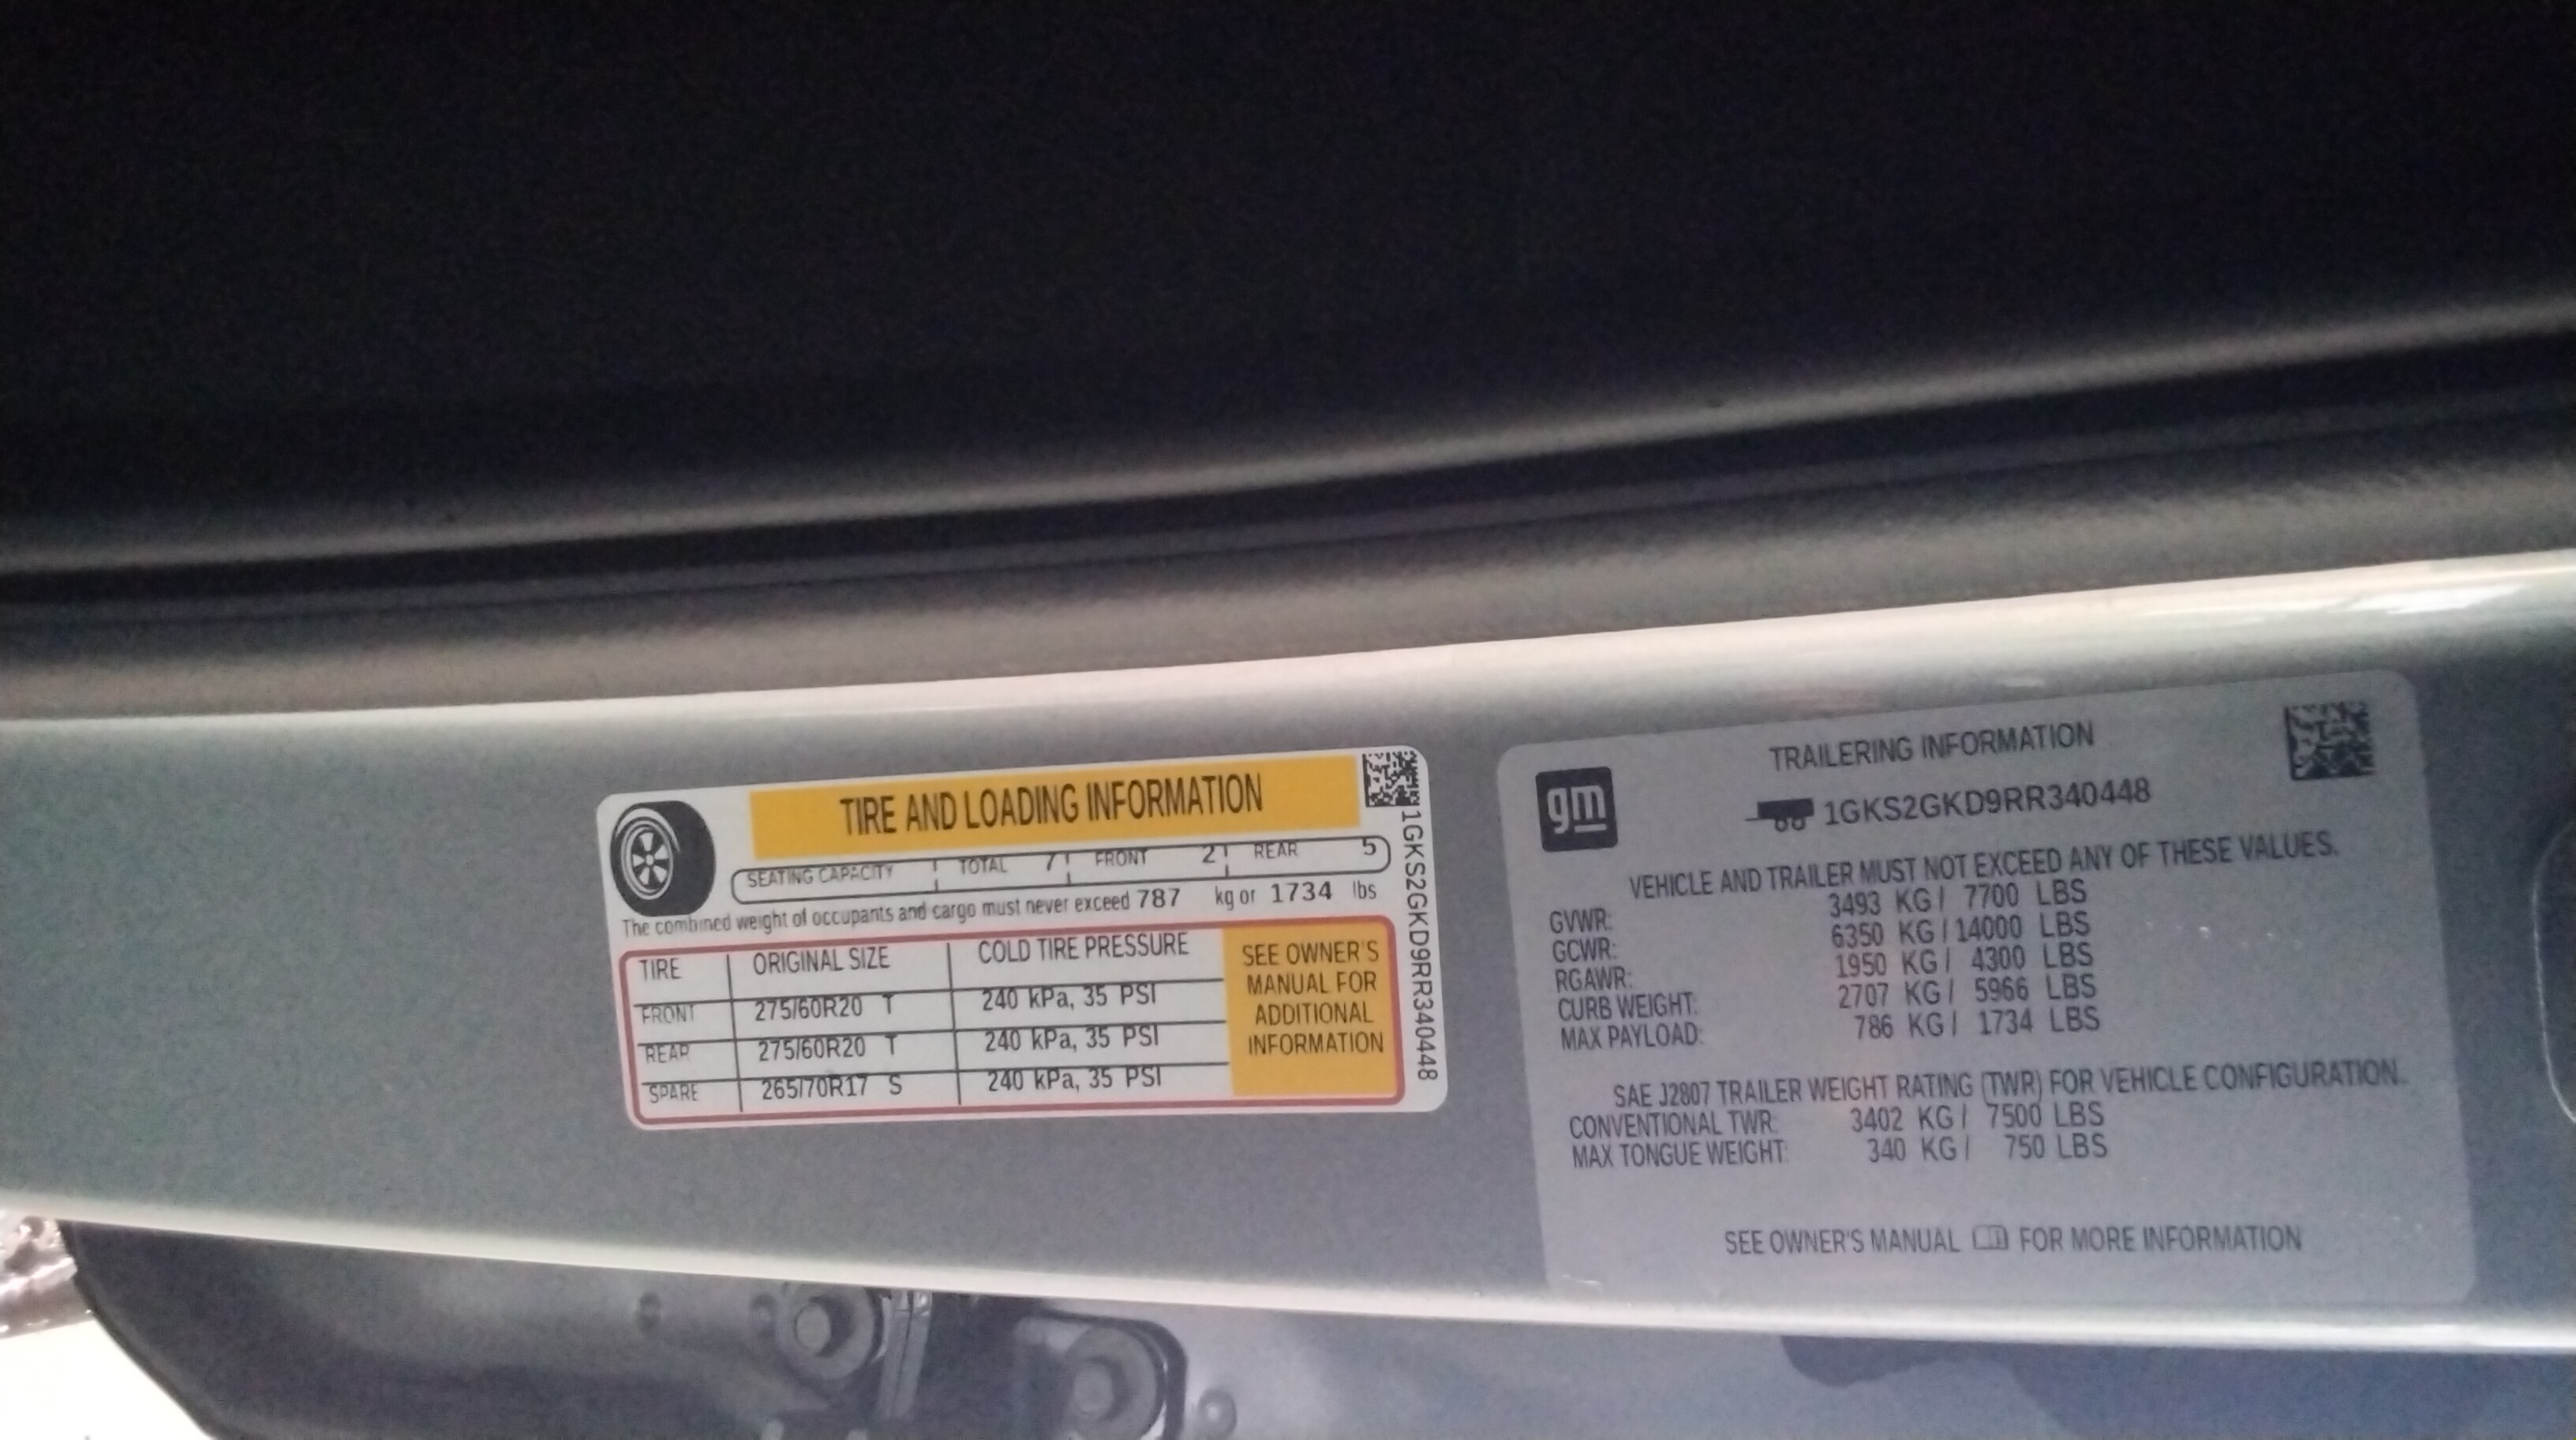 TIRE AND LOADING INFORMATION
SEATING CAPACITY TOTAL 7 FRONT 2 REAR 5
The combined weight of occupants and cargo must never exceed 787 kg or 1734 lbs
TIRE ORIGINAL SIZE COLD TIRE PRESSURE
FRONT 275/60R20 T 240 kPa, 35 PSI
REAR 275/60R20 T 240 kPa, 35 PSI
SPARE 265/70R17 S 240 kPa, 35 PSI
SEE OWNER'S
MANUAL FOR
ADDITIONAL
INFORMATION
1GKS2GKD9RR340448
gm
TRAILERING INFORMATION
1GKS2GKD9RR340448
VEHICLE AND TRAILER MUST NOT EXCEED ANY OF THESE VALUES.
GVWR: 3493 KG / 7700 LBS
GCWR: 6350 KG / 14000 LBS
RGAWR: 1950 KG / 4300 LBS
CURB WEIGHT: 2707 KG / 5966 LBS
MAX PAYLOAD: 786 KG / 1734 LBS
SAE J2807 TRAILER WEIGHT RATING (TWR) FOR VEHICLE CONFIGURATION.
CONVENTIONAL TWR: 3402 KG / 7500 LBS
MAX TONGUE WEIGHT: 340 KG / 750 LBS
SEE OWNER'S MANUAL FOR MORE INFORMATION